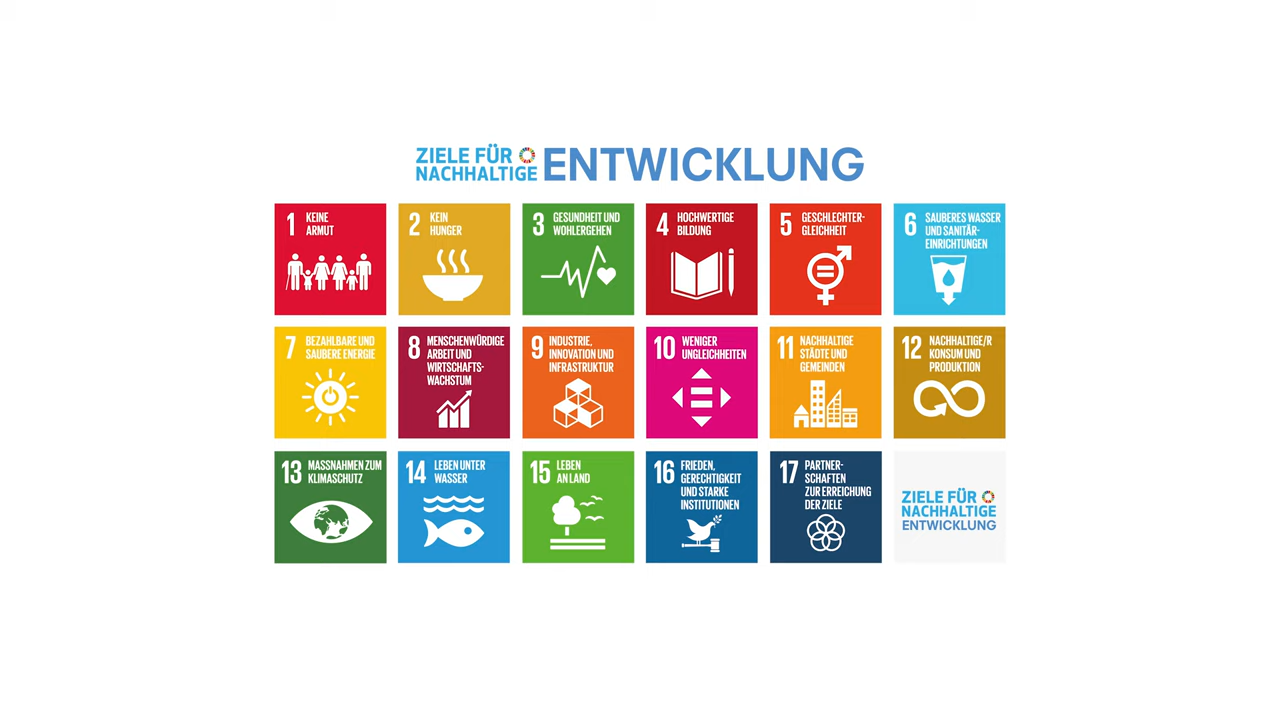 ZIELE FÜR
NACHHALTIGE ENTWICKLUNG
1 KEINE
ARMUT
2 KEIN
HUNGER
3 GESUNDHEIT UND
WOHLERGEHEN
4 HOCHWERTIGE
BILDUNG
5 GESCHLECHTER-
GLEICHHEIT
6 SAUBERES WASSER
UND SANITÄR-
EINRICHTUNGEN
7 BEZAHLBARE UND
SAUBERE ENERGIE
8 MENSCHENWÜRDIGE
ARBEIT UND
WIRTSCHAFTS-
WACHSTUM
9 INDUSTRIE,
INNOVATION UND
INFRASTRUKTUR
10 WENIGER
UNGLEICHHEITEN
11 NACHHALTIGE
STÄDTE UND
GEMEINDEN
12 NACHHALTIGE/R
KONSUM UND
PRODUKTION
13 MASSNAHMEN ZUM
KLIMASCHUTZ
14 LEBEN UNTER
WASSER
15 LEBEN
AN LAND
16 FRIEDEN,
GERECHTIGKEIT
UND STARKE
INSTITUTIONEN
17 PARTNER-
SCHAFTEN
ZUR ERREICHUNG
DER ZIELE
ZIELE FÜR
NACHHALTIGE
ENTWICKLUNG